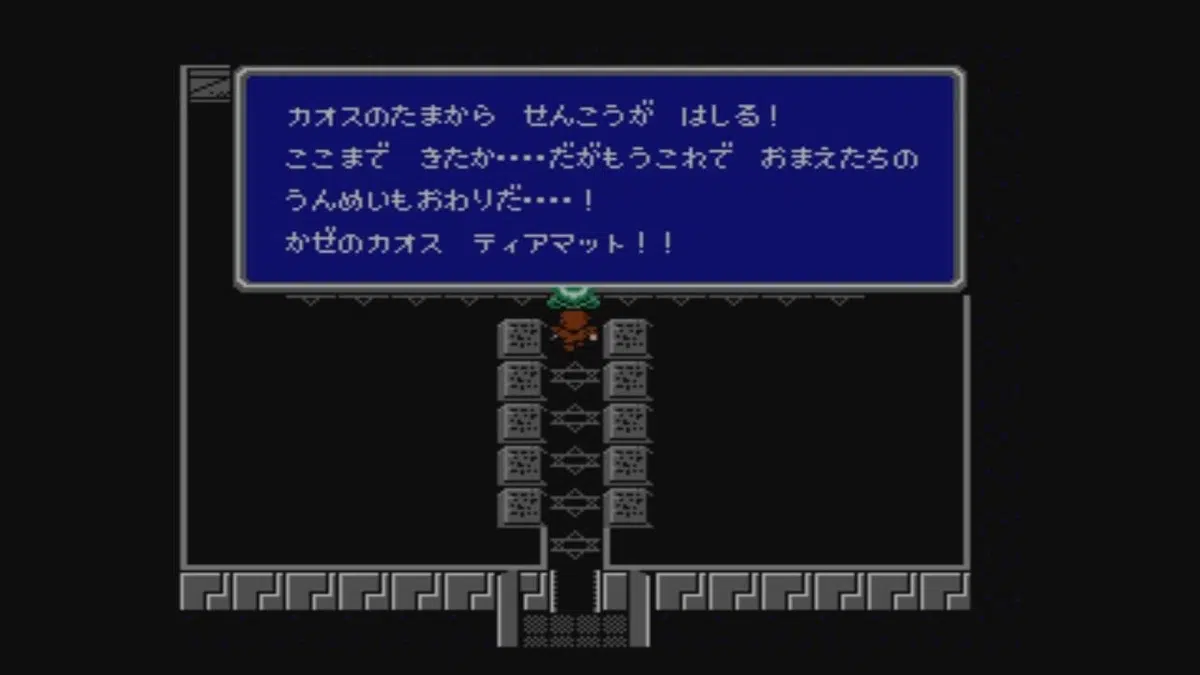 カオスのたまから　せんこうが　はしる！
ここまで　きたか‥‥だがもうこれで　おまえたちの
うんめいもおわりだ‥‥！
かぜのカオス　ティアマット！！